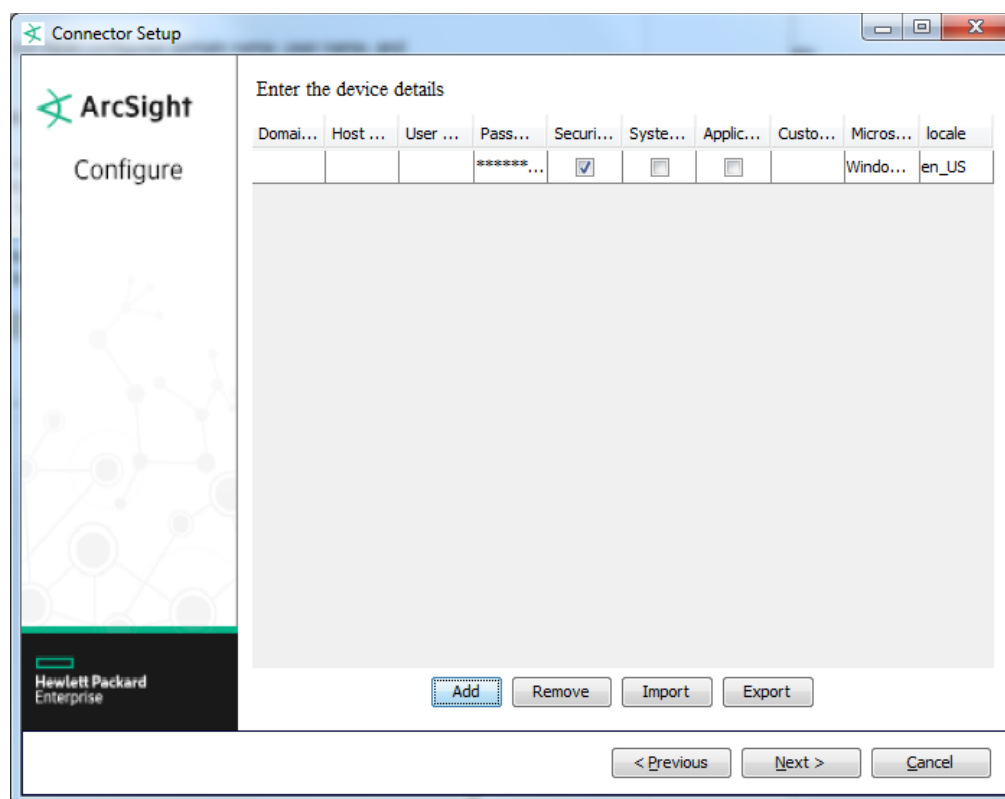 Connector Setup
ArcSight
Configure
Enter the device details
Domai... Host ... User ... Pass... Securi... Syste... Applic... Custo... Micros... locale
******... Windo... en_US
Hewlett Packard
Enterprise
Add Remove Import Export
< Previous Next > Cancel